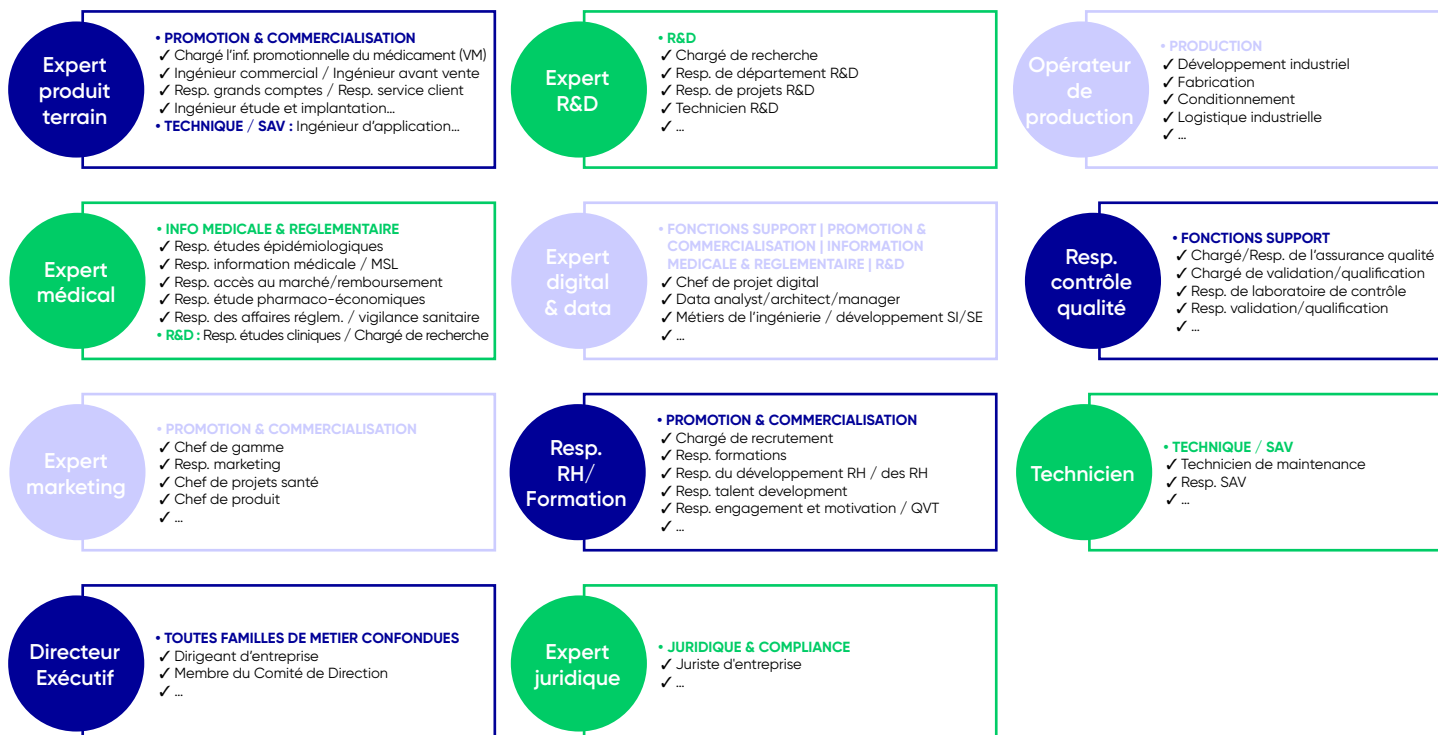 Expert
produit
terrain
• PROMOTION & COMMERCIALISATION
✓ Chargé l’inf. promotionnelle du médicament (VM)
✓ Ingénieur commercial / Ingénieur avant vente
✓ Resp. grands comptes / Resp. service client
✓ Ingénieur étude et implantation…
• TECHNIQUE / SAV : Ingénieur d’application…
Expert
R&D
• R&D
✓ Chargé de recherche
✓ Resp. de département R&D
✓ Resp. de projets R&D
✓ Technicien R&D
✓ …
Opérateur
de
production
• PRODUCTION
✓ Développement industriel
✓ Fabrication
✓ Conditionnement
✓ Logistique industrielle
✓ …
Expert
médical
• INFO MEDICALE & REGLEMENTAIRE
✓ Resp. études épidémiologiques
✓ Resp. information médicale / MSL
✓ Resp. accès au marché/remboursement
✓ Resp. étude pharmaco-économiques
✓ Resp. des affaires réglem. / vigilance sanitaire
• R&D : Resp. études cliniques / Chargé de recherche
Expert
digital
& data
• FONCTIONS SUPPORT | PROMOTION &
COMMERCIALISATION | INFORMATION
MEDICALE & REGLEMENTAIRE | R&D
✓ Chef de projet digital
✓ Data analyst/architect/manager
✓ Métiers de l’ingénierie / développement SI/SE
✓ …
Resp.
contrôle
qualité
• FONCTIONS SUPPORT
✓ Chargé/Resp. de l’assurance qualité
✓ Chargé de validation/qualification
✓ Resp. de laboratoire de contrôle
✓ Resp. validation/qualification
✓ …
Expert
marketing
• PROMOTION & COMMERCIALISATION
✓ Chef de gamme
✓ Resp. marketing
✓ Chef de projets santé
✓ Chef de produit
✓ …
Resp.
RH/
Formation
• PROMOTION & COMMERCIALISATION
✓ Chargé de recrutement
✓ Resp. formations
✓ Resp. du développement RH / des RH
✓ Resp. talent development
✓ Resp. engagement et motivation / QVT
✓ …
Technicien
• TECHNIQUE / SAV
✓ Technicien de maintenance
✓ Resp. SAV
✓ …
Directeur
Exécutif
• TOUTES FAMILLES DE METIER CONFONDUES
✓ Dirigeant d’entreprise
✓ Membre du Comité de Direction
✓ …
Expert
juridique
• JURIDIQUE & COMPLIANCE
✓ Juriste d’entreprise
✓ …